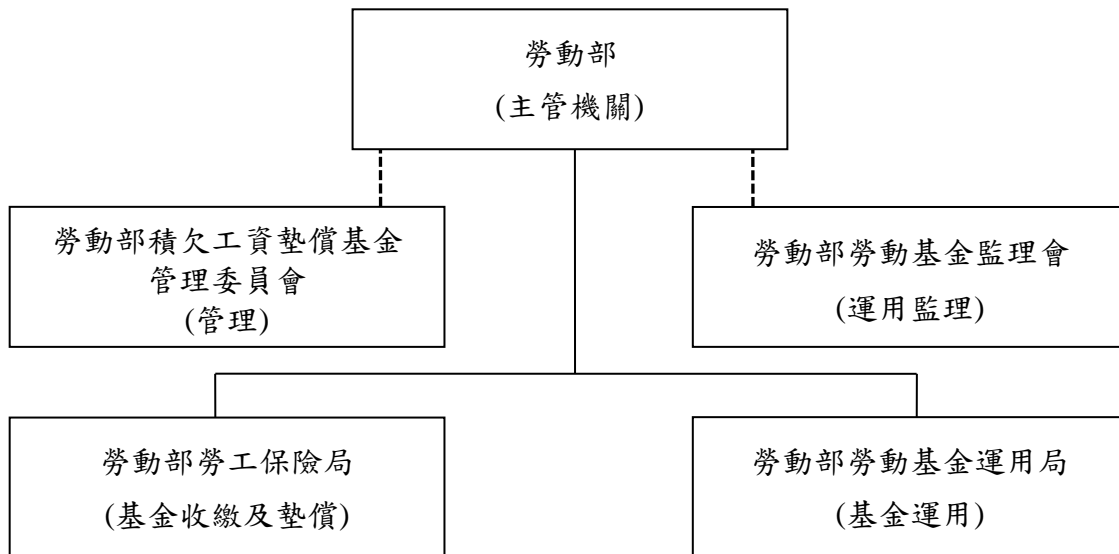 勞動部
(主管機關)
勞動部積欠工資墊償基金
管理委員會
(管理)
勞動部勞動基金監理會
(運用監理)
勞動部勞工保險局
(基金收繳及墊償)
勞動部勞動基金運用局
(基金運用)